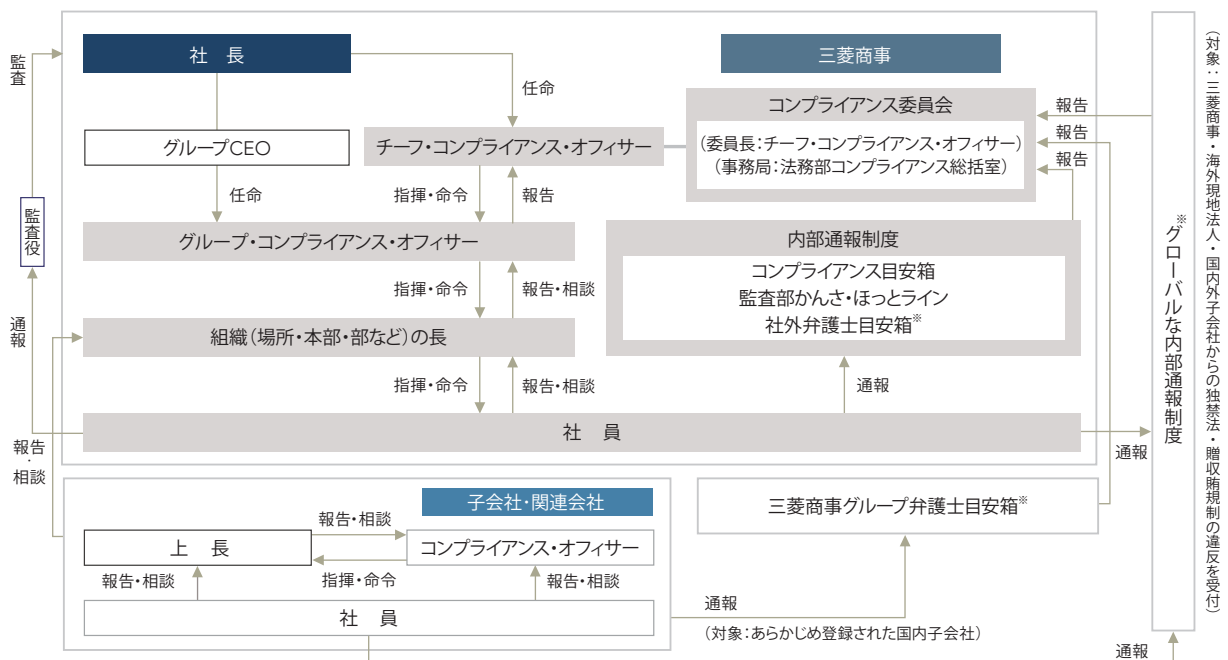 監査
社 長
三菱商事
任命
コンプライアンス委員会
(委員長:チーフ・コンプライアンス・オフィサー)
(事務局:法務部コンプライアンス総括室)
報告
報告
報告
グループCEO
チーフ・コンプライアンス・オフィサー
任命
指揮・命令
報告
監査役
グループ・コンプライアンス・オフィサー
内部通報制度
コンプライアンス目安箱
監査部かんさ・ほっとライン
社外弁護士目安箱※
指揮・命令
報告・相談
通報
組織(場所・本部・部など)の長
指揮・命令
報告・相談
通報
社 員
報告・相談
通報
※グローバルな内部通報制度
(対象:三菱商事・海外現地法人・国内外子会社からの独禁法・贈収賄規制の違反を受付)
子会社・関連会社
三菱商事グループ弁護士目安箱※
報告・相談
上 長
コンプライアンス・オフィサー
報告・相談
指揮・命令
報告・相談
社 員
通報
(対象:あらかじめ登録された国内子会社)
通報